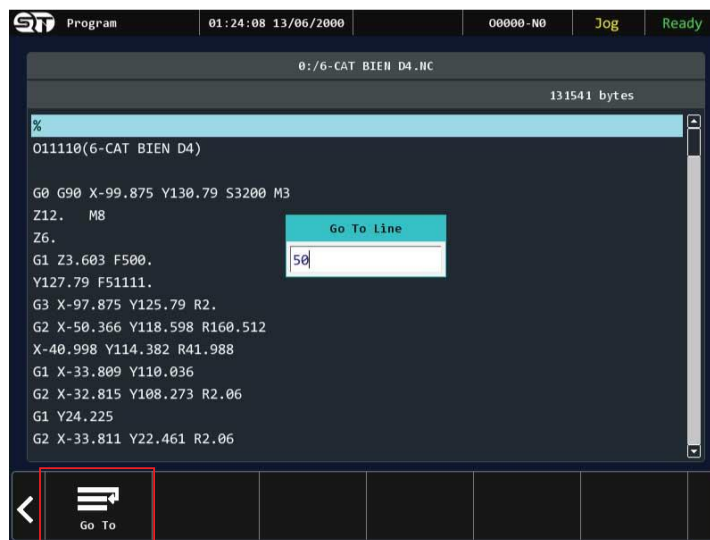 SNT Program 01:24:08 13/06/2000 O0000-N0 Jog Ready
0:/6-CAT BIEN D4.NC
131541 bytes
%
O11110(6-CAT BIEN D4)
G0 G90 X-99.875 Y130.79 S3200 M3
Z12. M8
Z6.
G1 Z3.603 F500.
Y127.79 F51111.
G3 X-97.875 Y125.79 R2.
G2 X-50.366 Y118.598 R160.512
X-40.998 Y114.382 R41.988
G1 X-33.809 Y110.036
G2 X-32.815 Y108.273 R2.06
G1 Y24.225
G2 X-33.811 Y22.461 R2.06
Go To Line
50
Go To